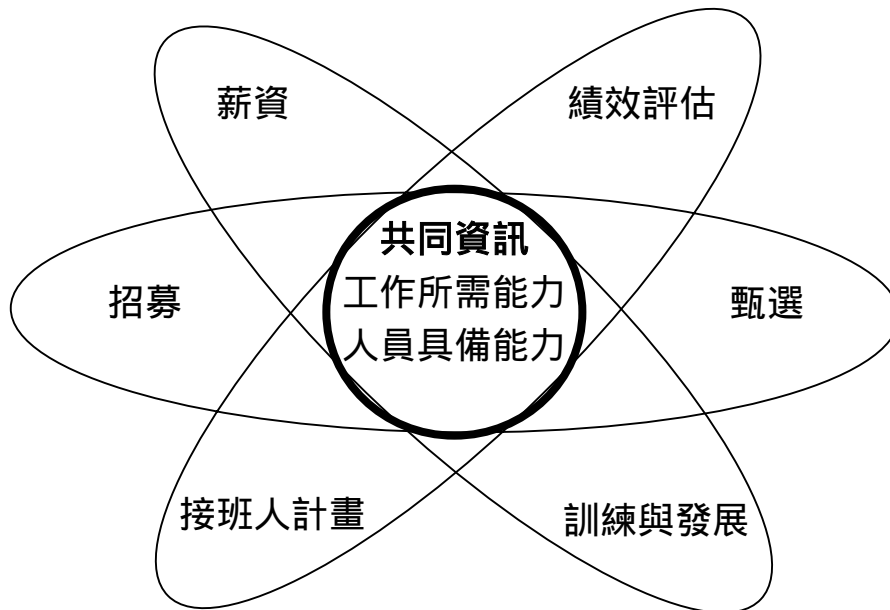 薪資
績效評估
共同資訊
工作所需能力
人員具備能力
招募
甄選
接班人計畫
訓練與發展